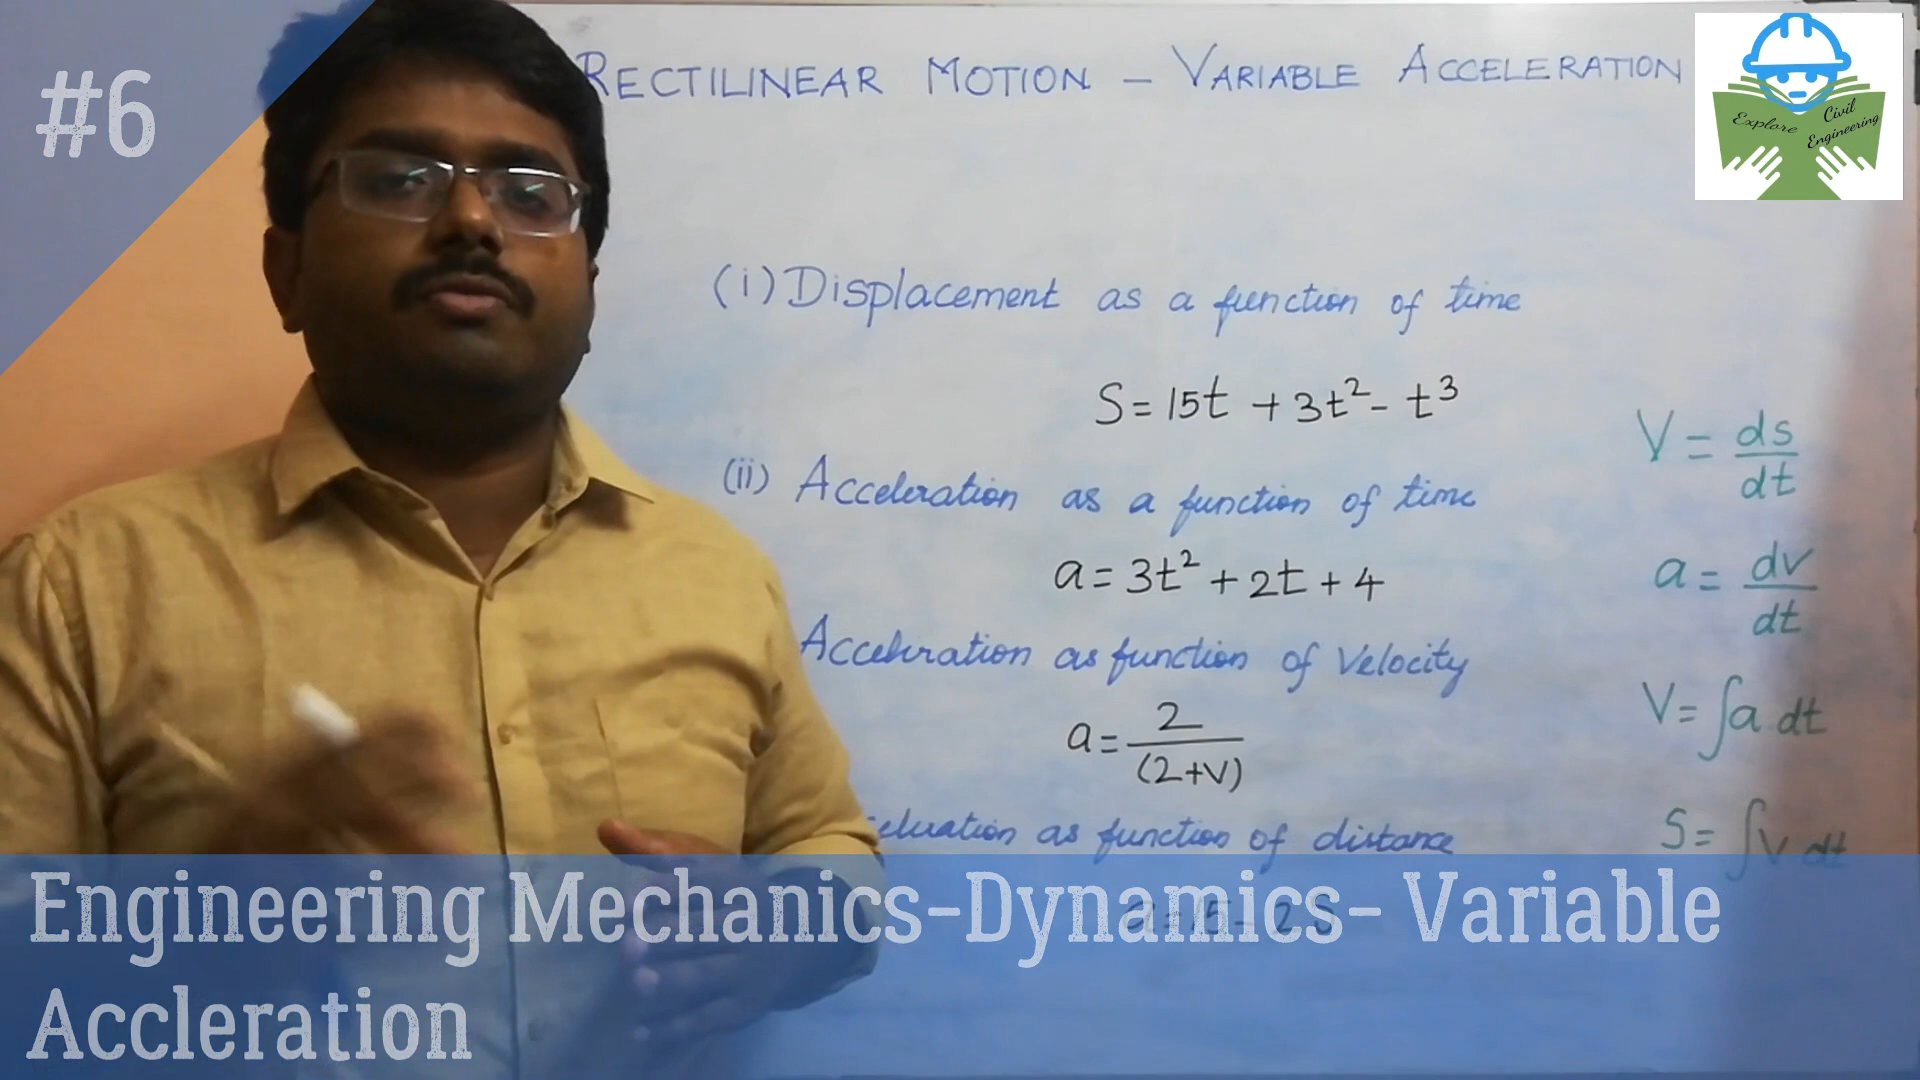 #6
RECTILINEAR MOTION – VARIABLE ACCELERATION
Explore Civil Engineering
(i) Displacement as a function of time
S = 15t + 3t² - t³
V = ds/dt
(ii) Acceleration as a function of time
a = 3t² + 2t + 4
a = dv/dt
Acceleration as function of Velocity
a = 2/(2+V)
V = ∫a dt
as function of distance
S = ∫v dt
a = 15 - 2S
Engineering Mechanics-Dynamics- Variable
Accleration